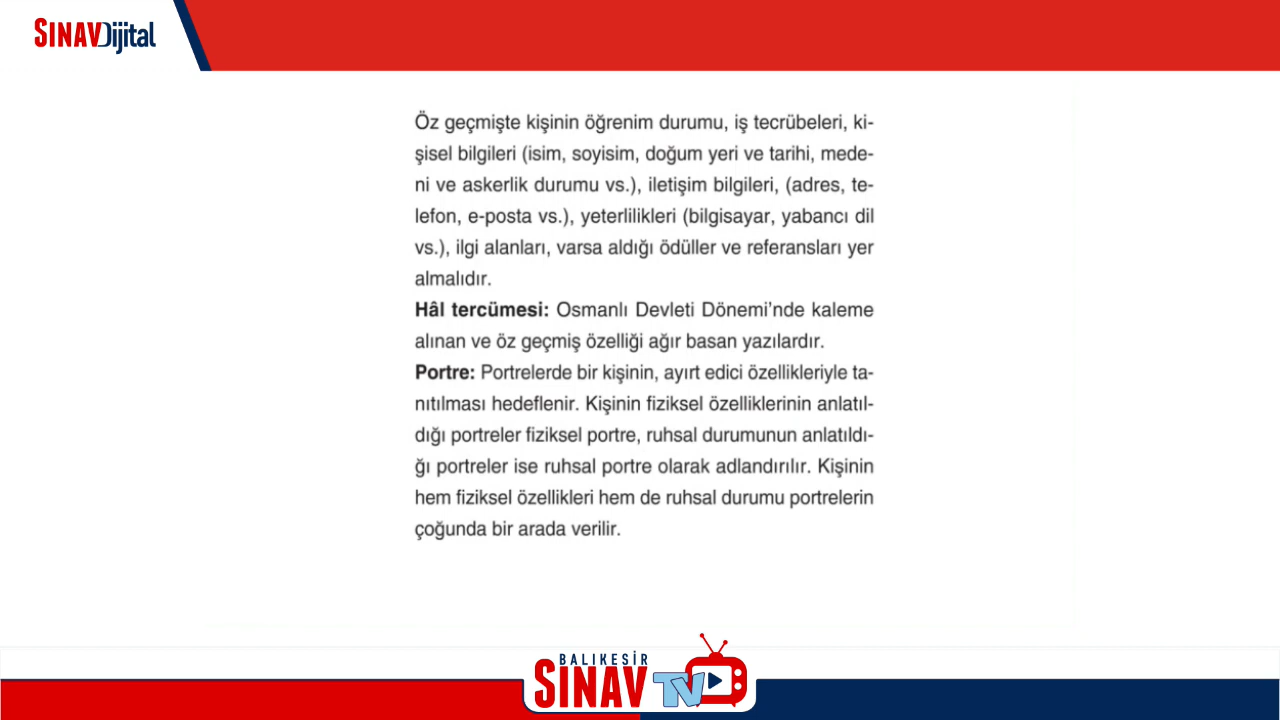 SINAVDijital
Öz geçmişte kişinin öğrenim durumu, iş tecrübeleri, ki-
şisel bilgileri (isim, soyisim, doğum yeri ve tarihi, mede-
ni ve askerlik durumu vs.), iletişim bilgileri, (adres, te-
lefon, e-posta vs.), yeterlilikleri (bilgisayar, yabancı dil
vs.), ilgi alanları, varsa aldığı ödüller ve referansları yer
almalıdır.
Hâl tercümesi: Osmanlı Devleti Dönemi’nde kaleme
alınan ve öz geçmiş özelliği ağır basan yazılardır.
Portre: Portrelerde bir kişinin, ayırt edici özellikleriyle ta-
nıtılması hedeflenir. Kişinin fiziksel özelliklerinin anlatıl-
dığı portreler fiziksel portre, ruhsal durumunun anlatıldı-
ğı portreler ise ruhsal portre olarak adlandırılır. Kişinin
hem fiziksel özellikleri hem de ruhsal durumu portrelerin
çoğunda bir arada verilir.
BALIKESİR
SINAV TV